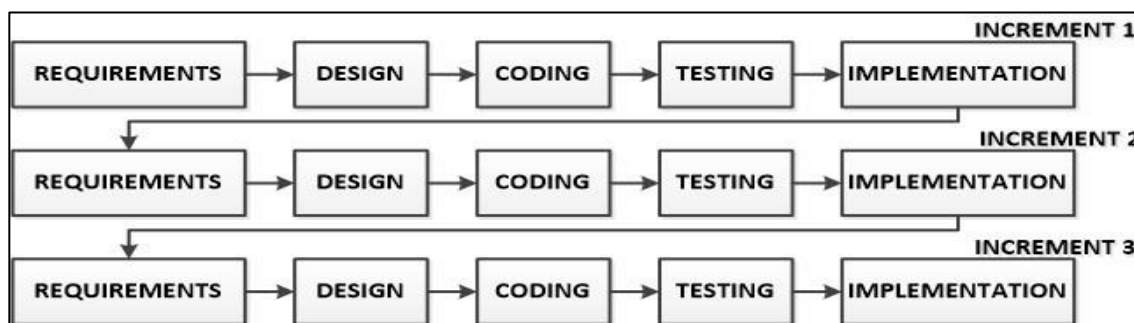 INCREMENT 1
REQUIREMENTS DESIGN CODING TESTING IMPLEMENTATION
INCREMENT 2
REQUIREMENTS DESIGN CODING TESTING IMPLEMENTATION
INCREMENT 3
REQUIREMENTS DESIGN CODING TESTING IMPLEMENTATION